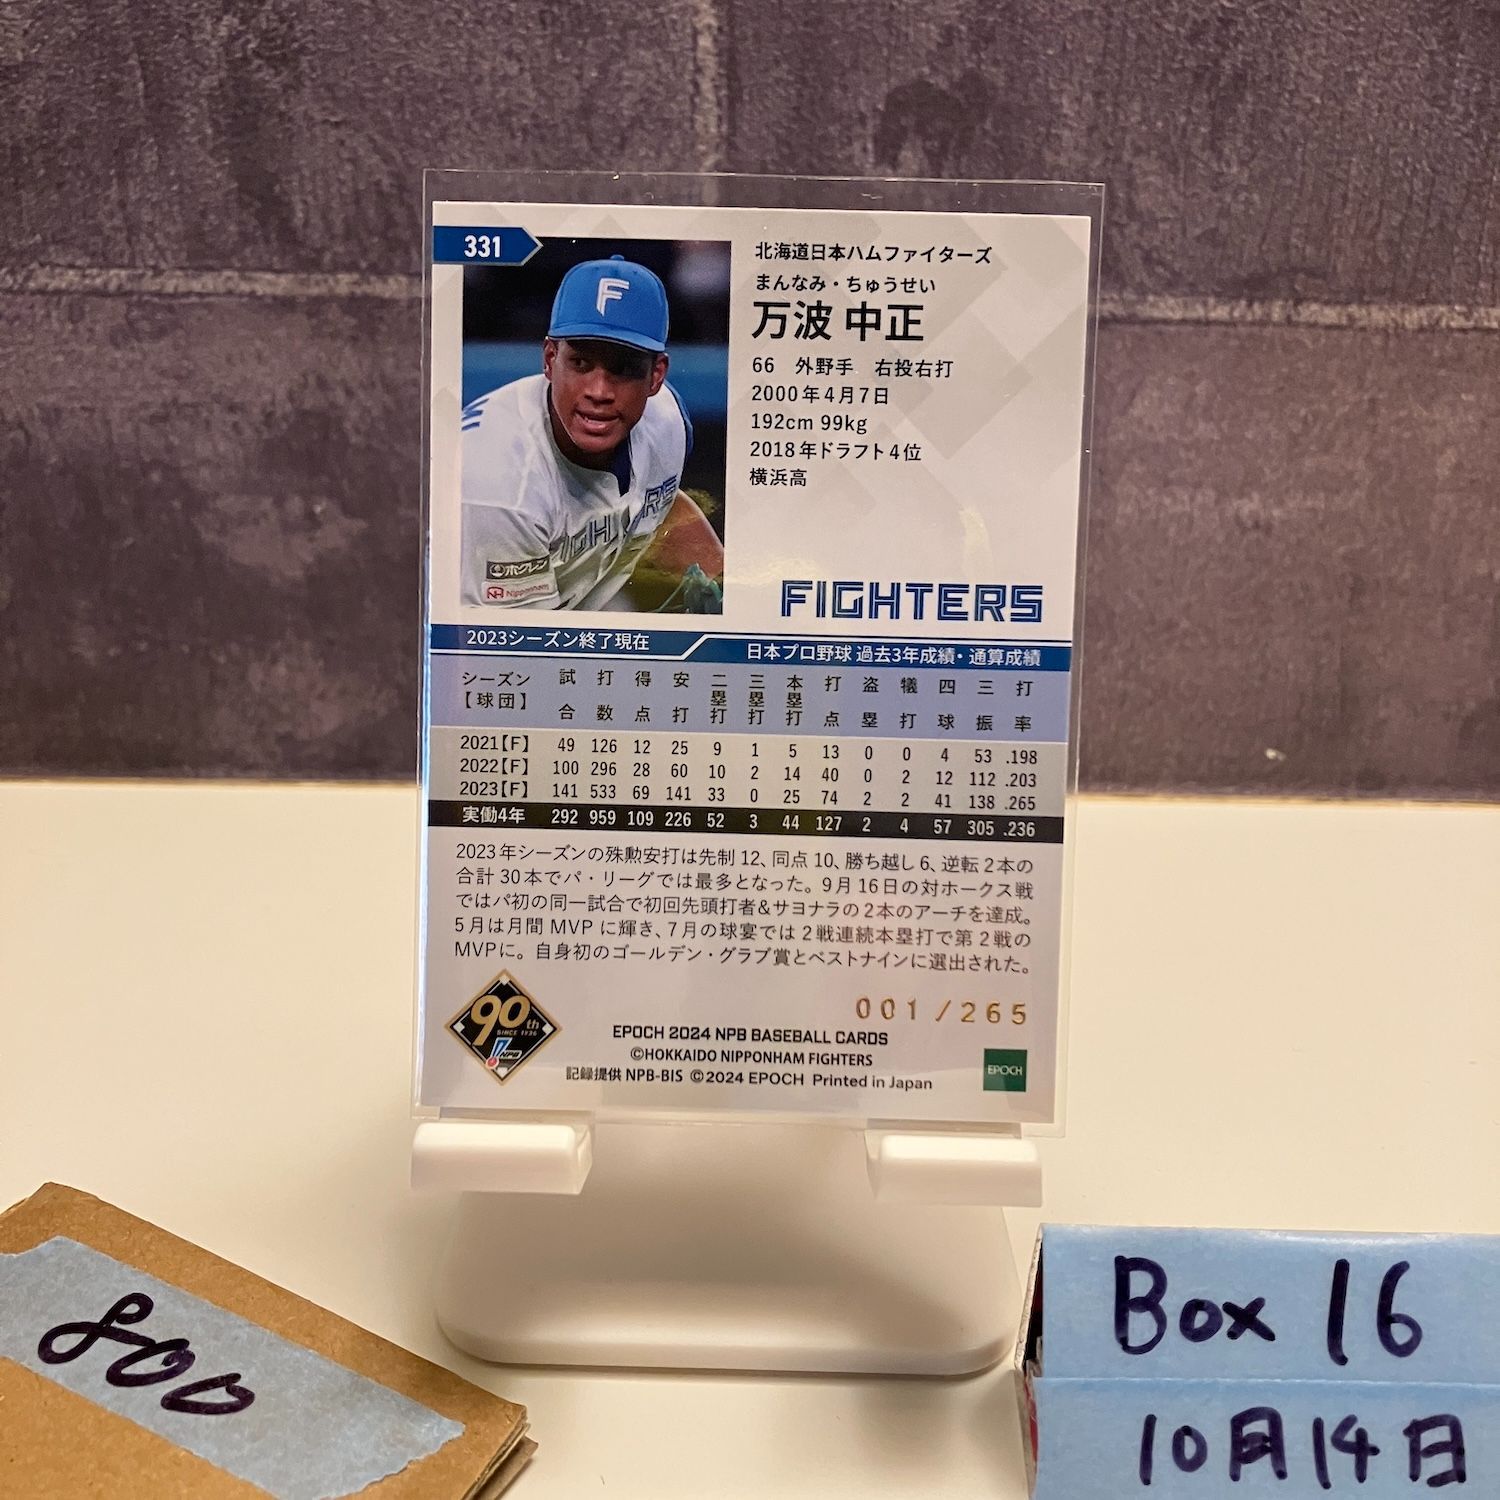 331
北海道日本ハムファイターズ
まんなみ・ちゅうせい
万波 中正
66 外野手 右投右打
2000年4月7日
192cm 99kg
2018年ドラフト4位
横浜高
F
FIGHTERS
ホクレン
Nipponham
FIGHTERS
2023シーズン終了現在
日本プロ野球 過去3年成績・通算成績
シーズン【球団】 試合 打数 得点 安打 二塁打 三塁打 本塁打 打点 盗塁 犠打 四球 三振 打率
2021【F】 49 126 12 25 9 1 5 13 0 0 4 53 .198
2022【F】 100 296 28 60 10 2 14 40 0 2 12 112 .203
2023【F】 141 533 69 141 33 0 25 74 2 2 41 138 .265
実働4年 292 959 109 226 52 3 44 127 2 4 57 305 .236
2023年シーズンの殊勲安打は先制12、同点10、勝ち越し6、逆転2本の
合計30本でパ・リーグでは最多となった。9月16日の対ホークス戦
ではパ初の同一試合で初回先頭打者&サヨナラの2本のアーチを達成。
5月は月間MVPに輝き、7月の球宴では2戦連続本塁打で第2戦の
MVPに。自身初のゴールデン・グラブ賞とベストナインに選出された。
001/265
90th
SINCE 1934
NPB
EPOCH 2024 NPB BASEBALL CARDS
©HOKKAIDO NIPPONHAM FIGHTERS
記録提供 NPB-BIS ©2024 EPOCH Printed in Japan
EPOCH
800
Box 16
10月14日